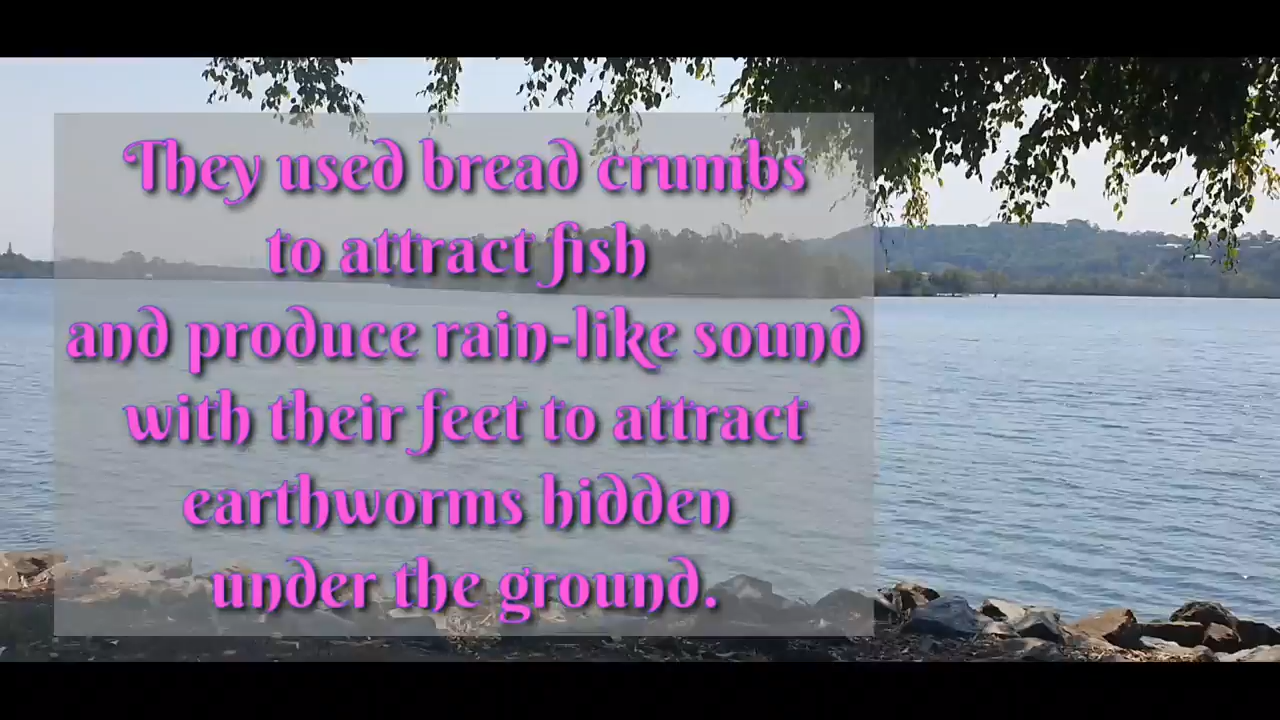 They used bread crumbs
to attract fish
and produce rain-like sound
with their feet to attract
earthworms hidden
under the ground.